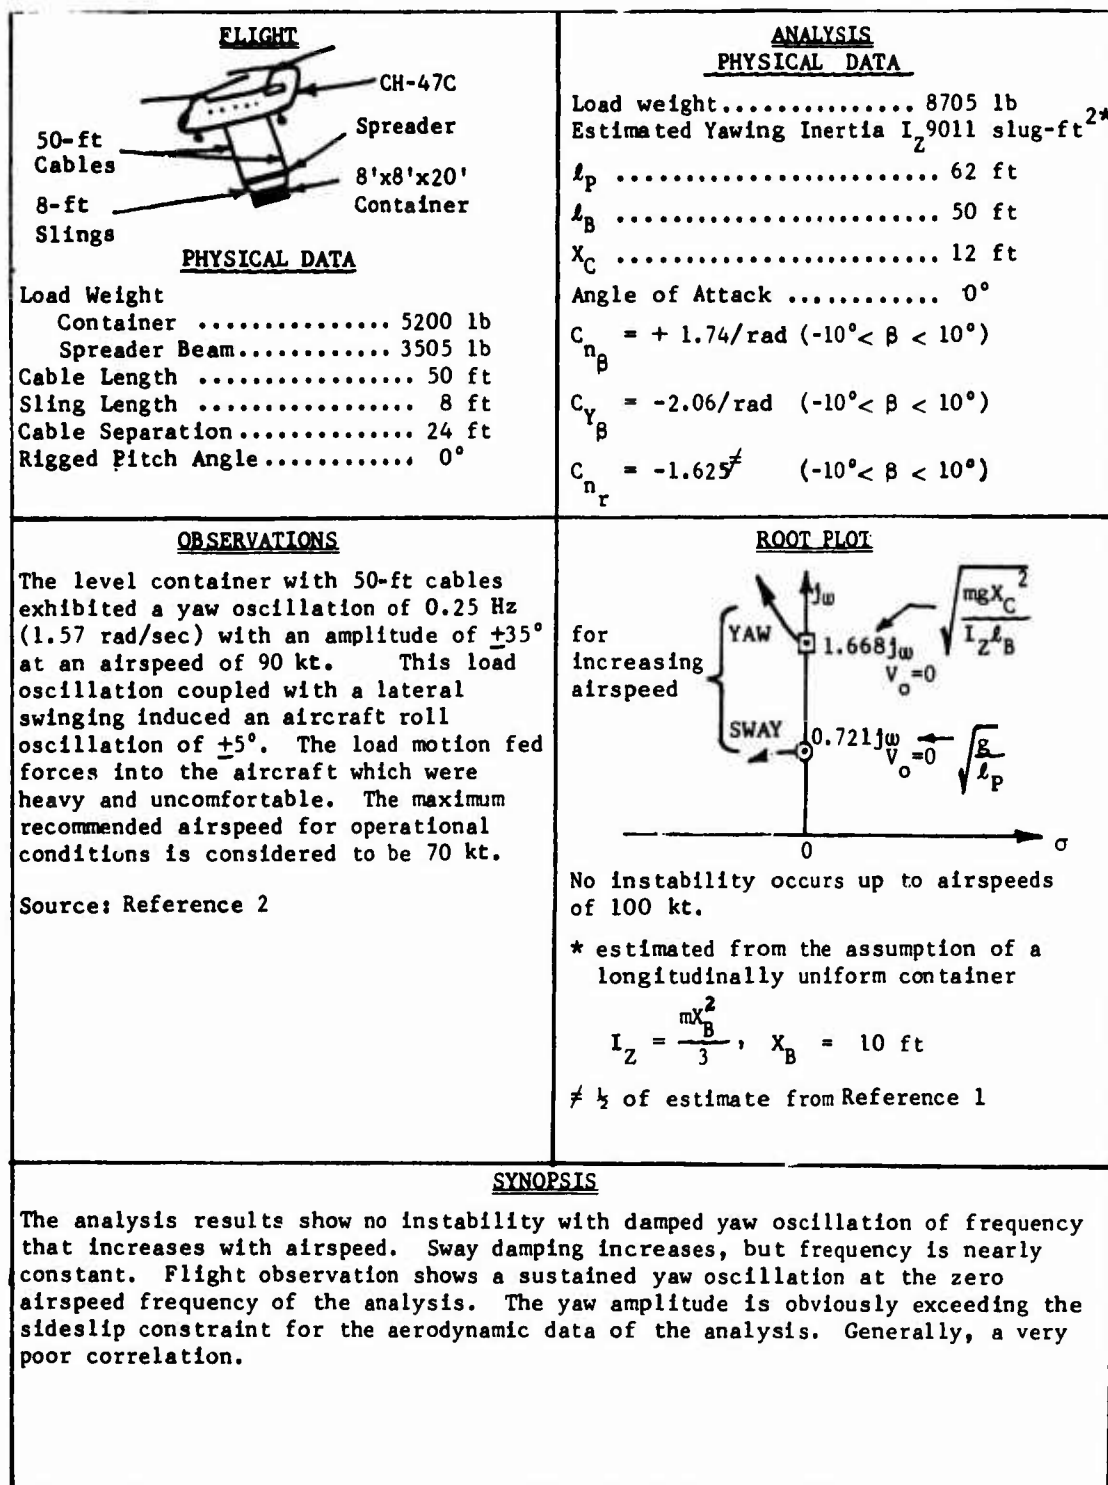 FLIGHT
CH-47C
Spreader
50-ft
Cables
8'x8'x20'
Container
8-ft
Slings
PHYSICAL DATA
Load Weight
Container ............... 5200 lb
Spreader Beam............ 3505 lb
Cable Length ................. 50 ft
Sling Length ................. 8 ft
Cable Separation.............. 24 ft
Rigged Pitch Angle............ 0°
ANALYSIS
PHYSICAL DATA
Load weight............... 8705 lb
Estimated Yawing Inertia I_Z 9011 slug-ft^2*
ℓ_P .......................... 62 ft
ℓ_B .......................... 50 ft
X_C .......................... 12 ft
Angle of Attack ............ 0°
C_n_β = + 1.74/rad (-10°< β < 10°)
C_Y_β = -2.06/rad (-10°< β < 10°)
C_n_r = -1.625≠ (-10°< β < 10°)
OBSERVATIONS
The level container with 50-ft cables
exhibited a yaw oscillation of 0.25 Hz
(1.57 rad/sec) with an amplitude of ±35°
at an airspeed of 90 kt. This load
oscillation coupled with a lateral
swinging induced an aircraft roll
oscillation of ±5°. The load motion fed
forces into the aircraft which were
heavy and uncomfortable. The maximum
recommended airspeed for operational
conditions is considered to be 70 kt.
Source: Reference 2
ROOT PLOT
jω
√(mgX_C^2 / I_Z ℓ_B)
for
increasing
airspeed
YAW
1.668jω
V_o=0
SWAY
0.721jω
V_o=0
√(g / ℓ_P)
0
σ
No instability occurs up to airspeeds
of 100 kt.
* estimated from the assumption of a
longitudinally uniform container
I_Z = mX_B^2 / 3 , X_B = 10 ft
≠ ½ of estimate from Reference 1
SYNOPSIS
The analysis results show no instability with damped yaw oscillation of frequency
that increases with airspeed. Sway damping increases, but frequency is nearly
constant. Flight observation shows a sustained yaw oscillation at the zero
airspeed frequency of the analysis. The yaw amplitude is obviously exceeding the
sideslip constraint for the aerodynamic data of the analysis. Generally, a very
poor correlation.